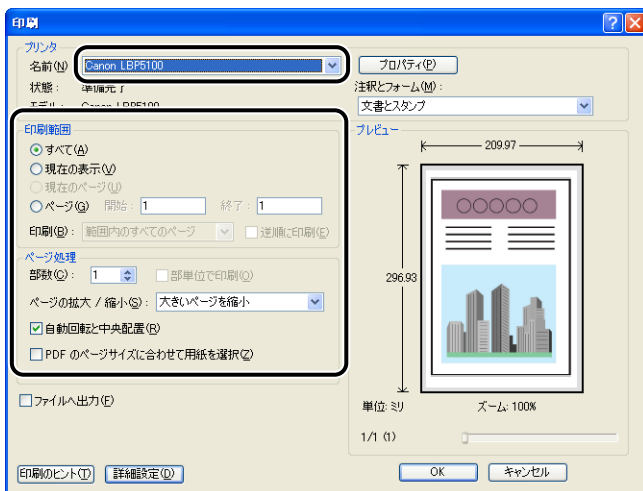 印刷
プリンタ
名前(N) Canon LBP5100 プロパティ(P)
状態: 準備完了 注釈とフォーム(M):
モデル: Canon LBP5100 文書とスタンプ
印刷範囲
すべて(A)
現在の表示(V)
現在のページ(U)
ページ(G) 開始: 1 終了: 1
印刷(B): 範囲内のすべてのページ 逆順に印刷(E)
ページ処理
部数(C): 1 部単位で印刷(O)
ページの拡大 / 縮小(S): 大きいページを縮小
自動回転と中央配置(R)
PDF のページサイズに合わせて用紙を選択(Z)
ファイルへ出力(F)
プレビュー
209.97
○○○○○
296.93
単位: ミリ ズーム: 100%
1/1 (1)
印刷のヒント(T) 詳細設定(D) OK キャンセル